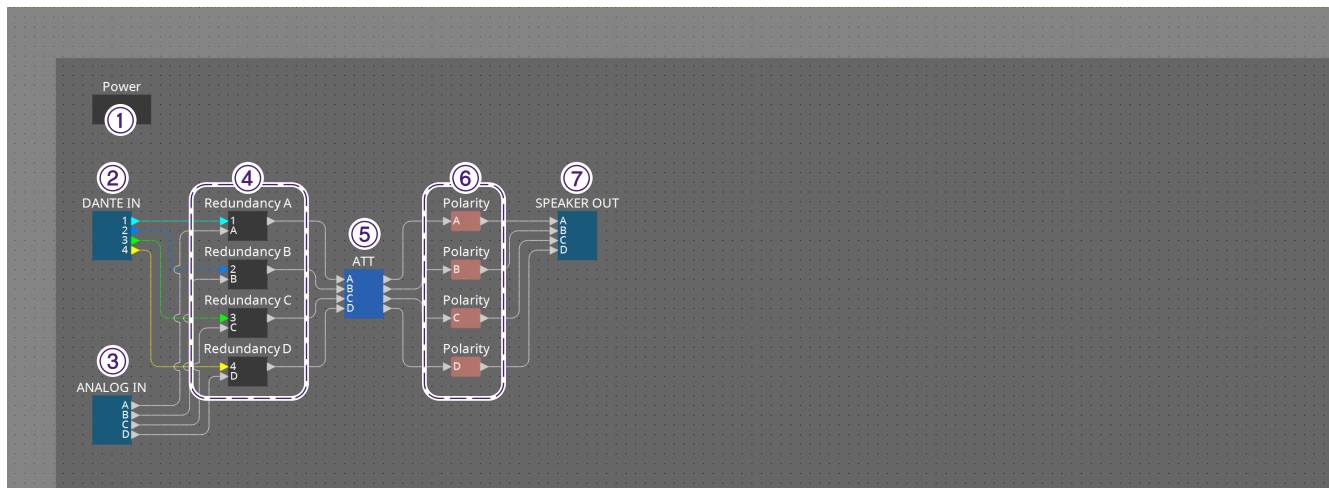 Power
①
② ④ ⑥ ⑦
DANTE IN Redundancy A Polarity SPEAKER OUT
1 1 A A
2 A B
3 C
4 D
Redundancy B Polarity
⑤
2 ATT B
B A
B
C
D
Redundancy C Polarity
3 C
C
③ Redundancy D Polarity
4 D
D
ANALOG IN
A
B
C
D